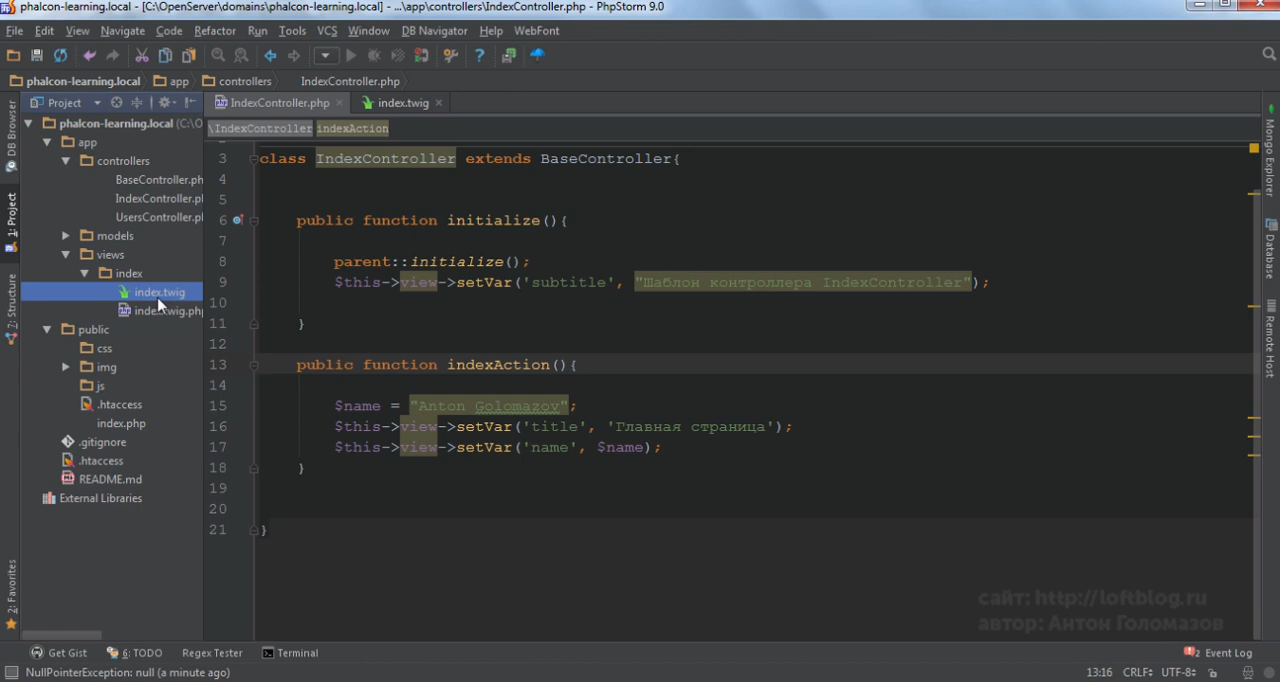 phalcon-learning.local - [C:\OpenServer\domains\phalcon-learning.local] - ...\app\controllers\IndexController.php - PhpStorm 9.0
File Edit View Navigate Code Refactor Run Tools VCS Window DB Navigator Help WebFont
phalcon-learning.local app controllers IndexController.php
Project IndexController.php index.twig
\IndexController indexAction
phalcon-learning.local (C:\O
app
controllers
BaseController.ph
IndexController.p
UsersController.p
models
views
index
index.twig
index.twig.php
public
css
img
js
.htaccess
index.php
.gitignore
.htaccess
README.md
External Libraries
3 class IndexController extends BaseController{
4
5
6 public function initialize(){
7
8 parent::initialize();
9 $this->view->setVar('subtitle', "Шаблон контроллера IndexController");
10
11 }
12
13 public function indexAction(){
14
15 $name = "Anton Golomazov";
16 $this->view->setVar('title', 'Главная страница');
17 $this->view->setVar('name', $name);
18 }
19
20
21 }
DB Browser
1: Project
7: Structure
2: Favorites
Mongo Explorer
Database
Remote Host
сайт: http://loftblog.ru
автор: Антон Голомазов
Get Gist 6: TODO Regex Tester Terminal 2 Event Log
NullPointerException: null (a minute ago) 13:16 CRLF UTF-8